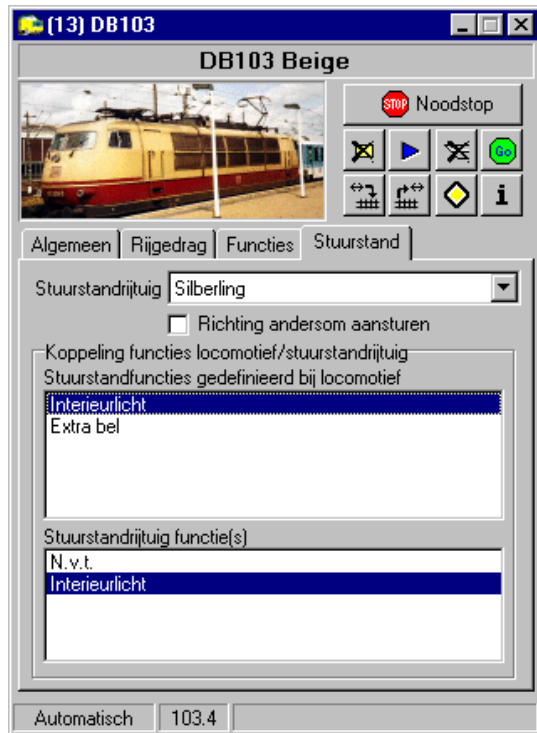 (13) DB103
DB103 Beige
STOP Noodstop
Go
i
Algemeen Rijgedrag Functies Stuurstand
Stuurstandrijtuig Silberling
Richting andersom aansturen
Koppeling functies locomotief/stuurstandrijtuig
Stuurstandfuncties gedefinieerd bij locomotief
Interieurlicht
Extra bel
Stuurstandrijtuig functie(s)
N.v.t.
Interieurlicht
Automatisch 103.4